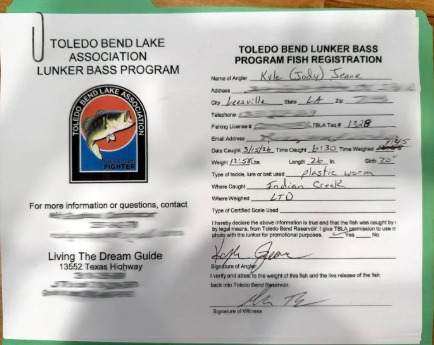 TOLEDO BEND LAKE
ASSOCIATION
LUNKER BASS PROGRAM
TOLEDO BEND LAKE ASSOCIATION
FIGHTER
For more information or questions, contact
Living The Dream Guide
13552 Texas Highway
TOLEDO BEND LUNKER BASS
PROGRAM FISH REGISTRATION
Name of Angler Kyle (Jody) Jeane
Address
City Leesville State LA Zip
Telephone
Fishing License # TBLA Tag # 1328
Email Address
Date Caught 3/15/26 Time Caught 6:30 Time Weighed
Weight 12.58 lbs. Length 26 in. Girth 20"
Type of tackle, lure or bait used plastic worm
Where Caught Indian Creek
Where Weighed LTD
Type of Certified Scale Used
I hereby declare the above information is true and that the fish was caught by
by legal means, from Toledo Bend Reservoir. I give TBLA permission to
photo with the lunker for promotional purposes. Yes No
Signature of Angler
I verify and attest to the weight of this fish and the live release of the fish
back into Toledo Bend Reservoir.
Signature of Witness